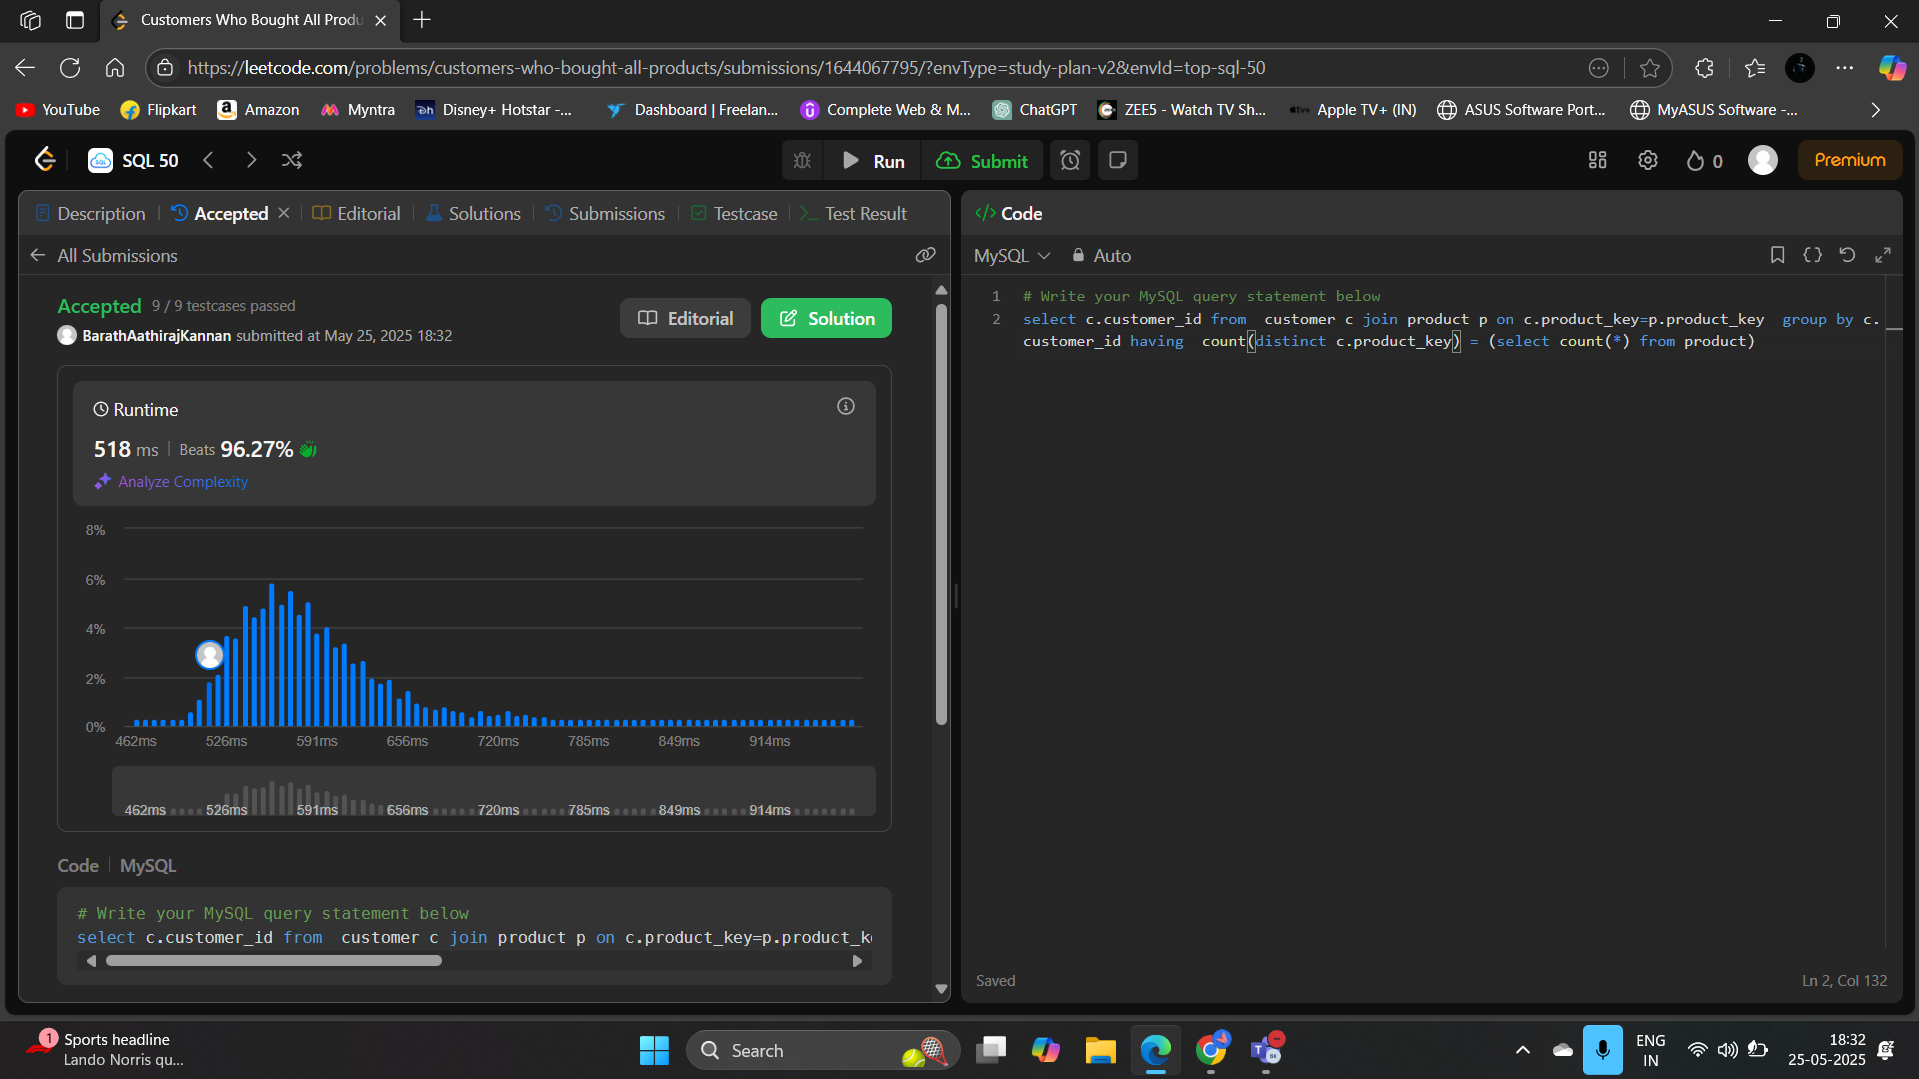 Customers Who Bought All Produ
https://leetcode.com/problems/customers-who-bought-all-products/submissions/1644067795/?envType=study-plan-v2&envId=top-sql-50
YouTube Flipkart Amazon Myntra Disney+ Hotstar -... Dashboard | Freelan... Complete Web & M... ChatGPT ZEE5 - Watch TV Sh... Apple TV+ (IN) ASUS Software Port... MyASUS Software -...
SQL 50 Run Submit 0 Premium
Description Accepted Editorial Solutions Submissions Testcase Test Result
All Submissions
Accepted 9 / 9 testcases passed
BarathAathirajKannan submitted at May 25, 2025 18:32
Editorial Solution
Runtime
518 ms Beats 96.27%
Analyze Complexity
8%
6%
4%
2%
0%
462ms 526ms 591ms 656ms 720ms 785ms 849ms 914ms
462ms 526ms 591ms 656ms 720ms 785ms 849ms 914ms
Code MySQL
# Write your MySQL query statement below
select c.customer_id from  customer c join product p on c.product_key=p.product_k
</> Code
MySQL Auto
1 # Write your MySQL query statement below
2 select c.customer_id from  customer c join product p on c.product_key=p.product_key  group by c.
customer_id having  count(distinct c.product_key) = (select count(*) from product)
Saved Ln 2, Col 132
1 Sports headline
Lando Norris qu...
Search
ENG
IN
18:32
25-05-2025